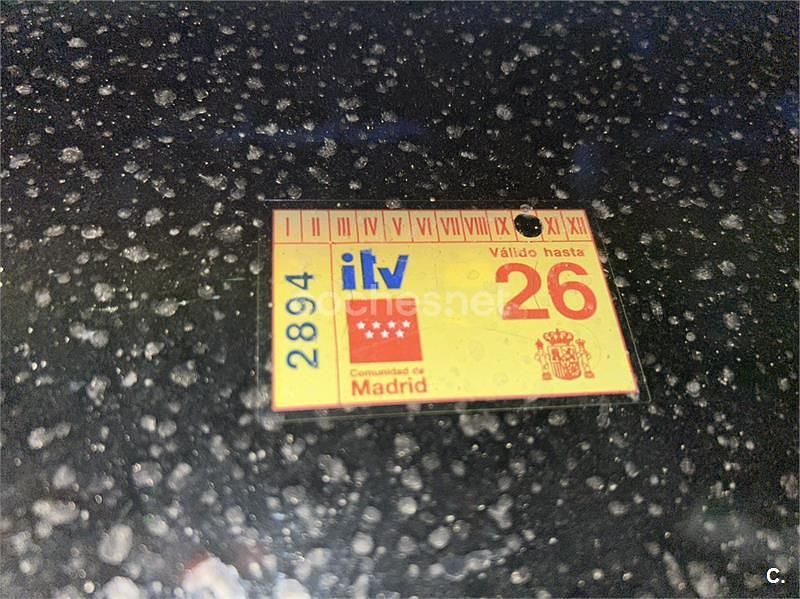 I II III IV V VI VII VIII IX XI XII
Válido hasta
itv
26
2894
coches.net
Comunidad de
Madrid
C.